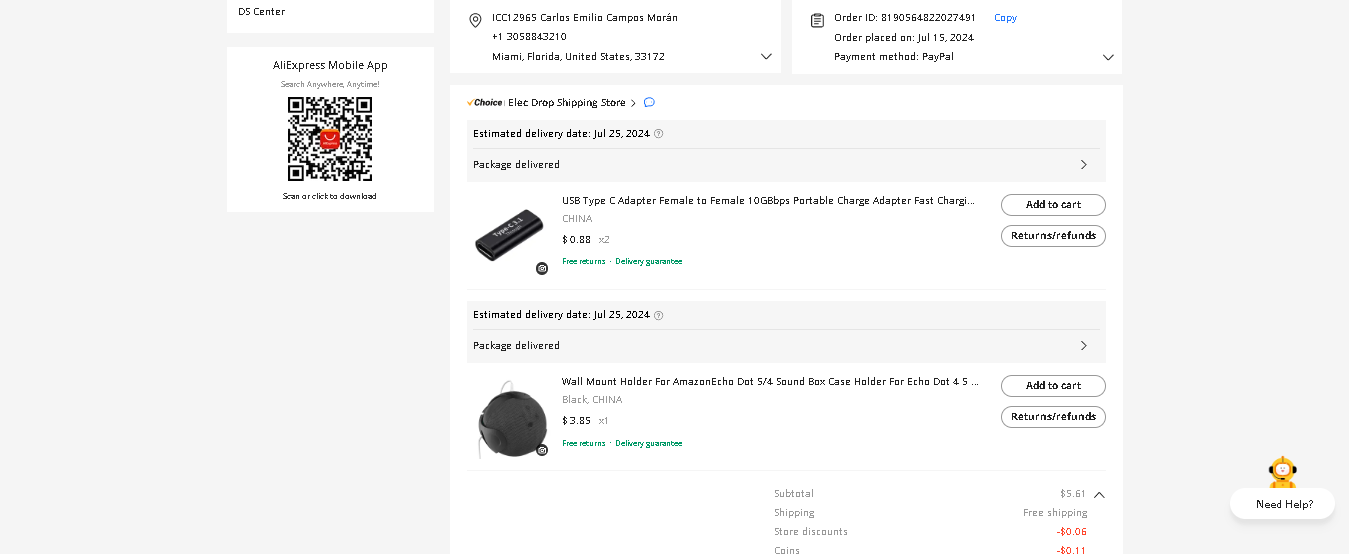 DS Center
AliExpress Mobile App
Search Anywhere, Anytime!
Scan or click to download
ICC12965 Carlos Emilio Campos Morán
+1 3058843210
Miami, Florida, United States, 33172
Order ID: 8190564822027491 Copy
Order placed on: Jul 15, 2024
Payment method: PayPal
Choice Elec Drop Shipping Store
Estimated delivery date: Jul 25, 2024
Package delivered
USB Type C Adapter Female to Female 10GBbps Portable Charge Adapter Fast Chargi...
CHINA
$0.88 x2
Free returns · Delivery guarantee
Add to cart
Returns/refunds
Type-C 3.1
Estimated delivery date: Jul 25, 2024
Package delivered
Wall Mount Holder For AmazonEcho Dot 5/4 Sound Box Case Holder For Echo Dot 4 5 ...
Black, CHINA
$3.85 x1
Free returns · Delivery guarantee
Add to cart
Returns/refunds
Subtotal $5.61
Shipping Free shipping
Store discounts -$0.06
Coins -$0.11
Need Help?